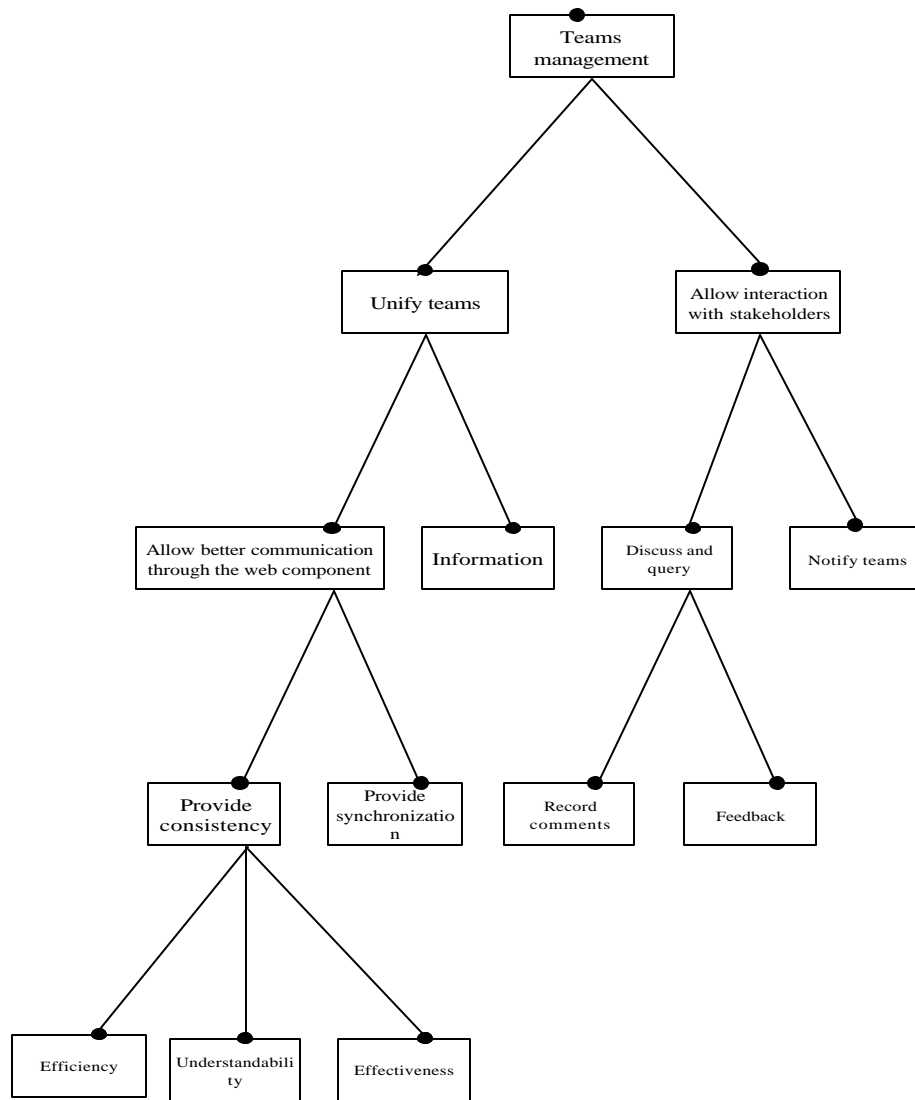 Teams
management
Unify teams
Allow interaction
with stakeholders
Allow better communication
through the web component
Information
Discuss and
query
Notify teams
Provide
consistency
Provide
synchronizatio
n
Record
comments
Feedback
Efficiency
Understandabili
ty
Effectiveness